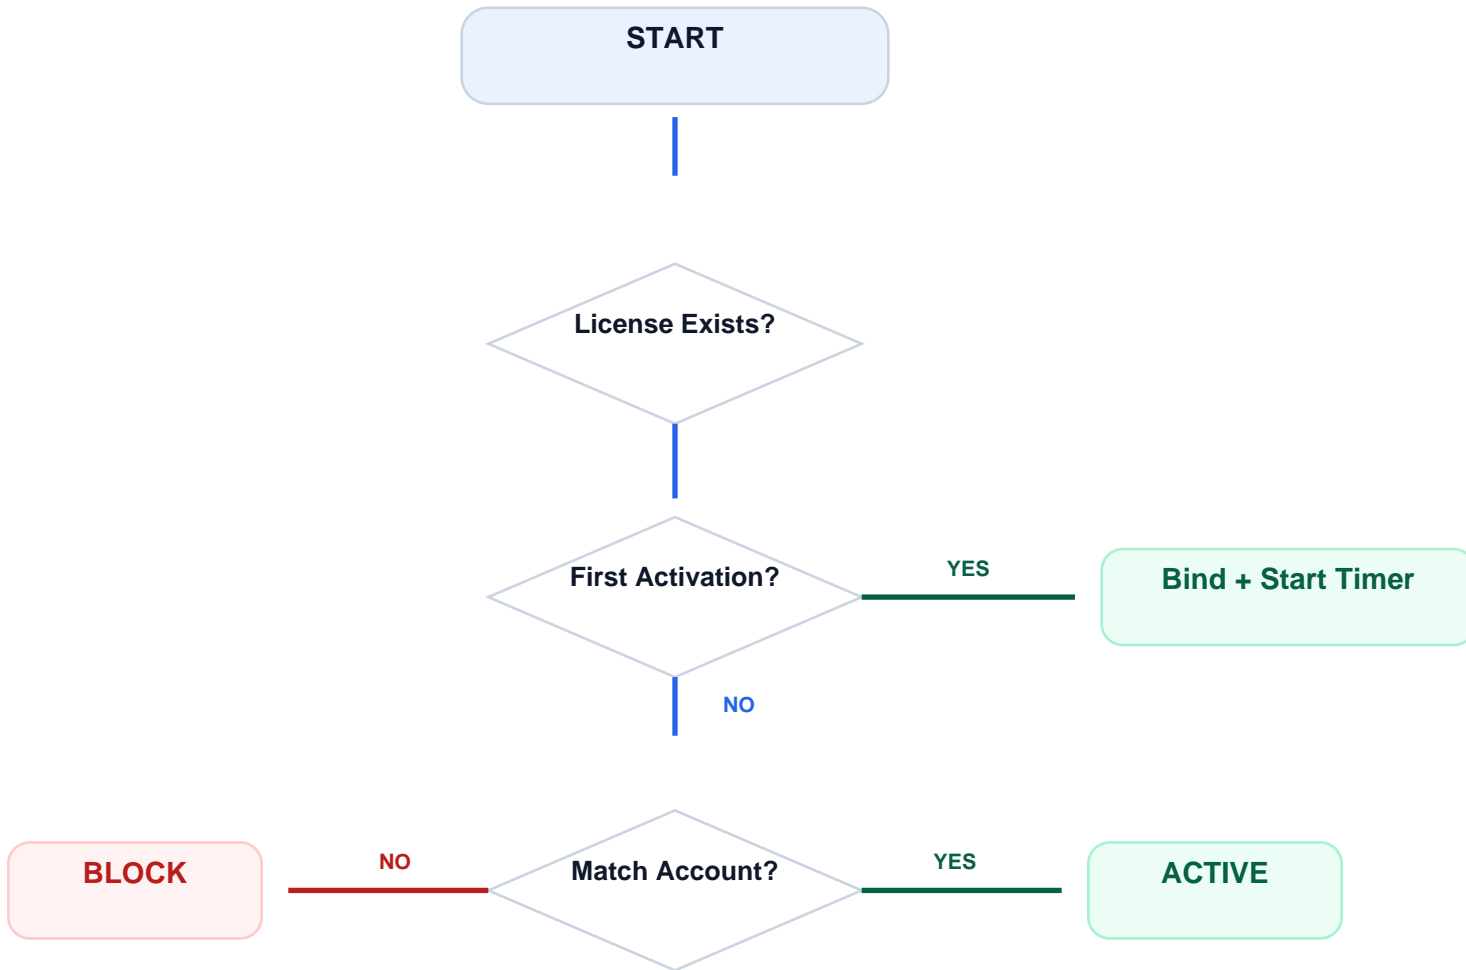 START
License Exists?
First Activation?
YES
Bind + Start Timer
NO
BLOCK
NO
Match Account?
YES
ACTIVE